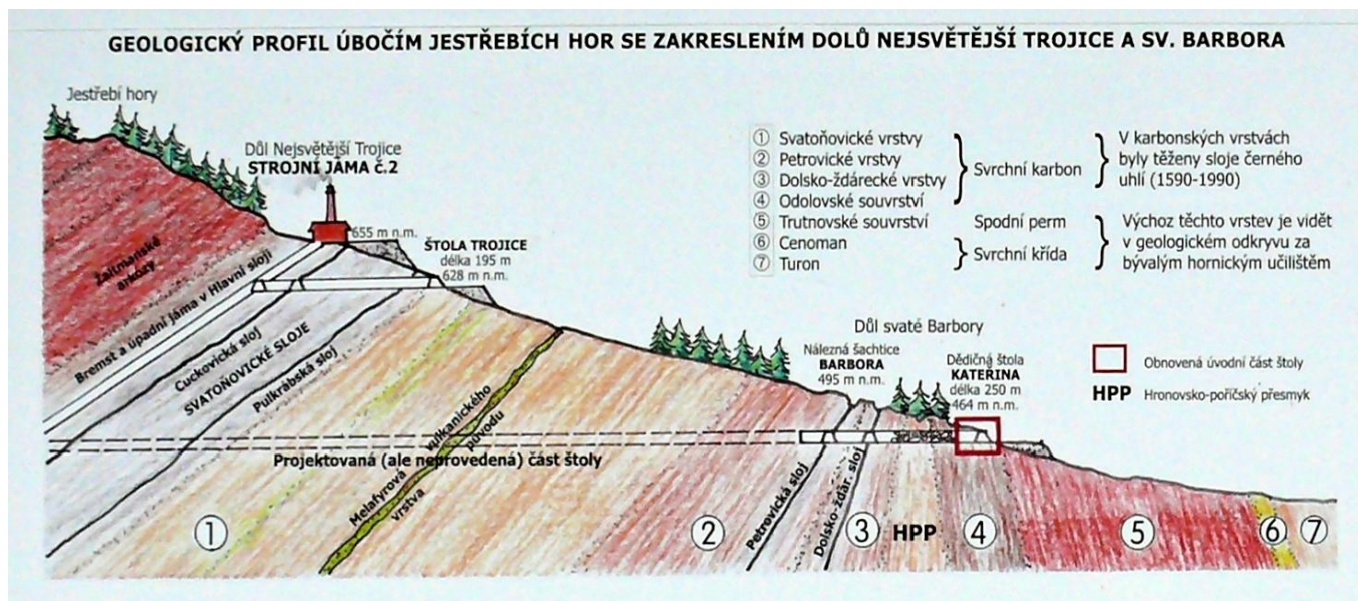 GEOLOGICKÝ PROFIL ÚBOČÍM JESTŘEBÍCH HOR SE ZAKRESLENÍM DOLŮ NEJSVĚTĚJŠÍ TROJICE A SV. BARBORA
Jestřebí hory
Důl Nejsvětější Trojice
STROJNÍ JÁMA č.2
655 m n.m.
ŠTOLA TROJICE
délka 195 m
628 m n.m.
① Svatoňovické vrstvy
② Petrovické vrstvy
③ Dolsko-ždárecké vrstvy
④ Odolovské souvrství
⑤ Trutnovské souvrství
⑥ Cenoman
⑦ Turon
Svrchní karbon
Spodní perm
Svrchní křída
V karbonských vrstvách
byly těženy sloje černého
uhlí (1590-1990)
Výchoz těchto vrstev je vidět
v geologickém odkryvu za
bývalým hornickým učilištěm
Žaltmanské
arkózy
Bremst a úpadní jáma v Hlavní sloji
Cuckovická sloj
SVATOŇOVICKÉ SLOJE
Pulkrábská sloj
vulkanického
původu
Melafyrová
vrstva
Projektovaná (ale neprovedená) část štoly
Důl svaté Barbory
Nálezná šachtice
BARBORA
495 m n.m.
Dědičná štola
KATEŘINA
délka 250 m
464 m n.m.
Obnovená úvodní část štoly
HPP Hronovsko-poříčský přesmyk
Petrovická sloj
Dolsko-ždár. sloj
① ② ③ HPP ④ ⑤ ⑥ ⑦